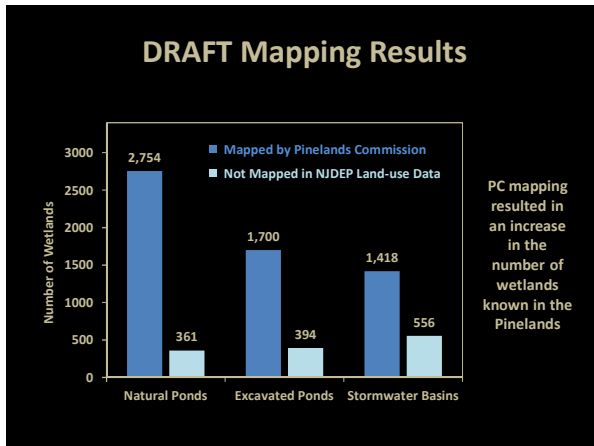 DRAFT Mapping Results
Number of Wetlands
3000
2500
2000
1500
1000
500
0
Mapped by Pinelands Commission
Not Mapped in NJDEP Land-use Data
2,754
361
1,700
394
1,418
556
Natural Ponds
Excavated Ponds
Stormwater Basins
PC mapping
resulted in
an increase
in the
number of
wetlands
known in the
Pinelands